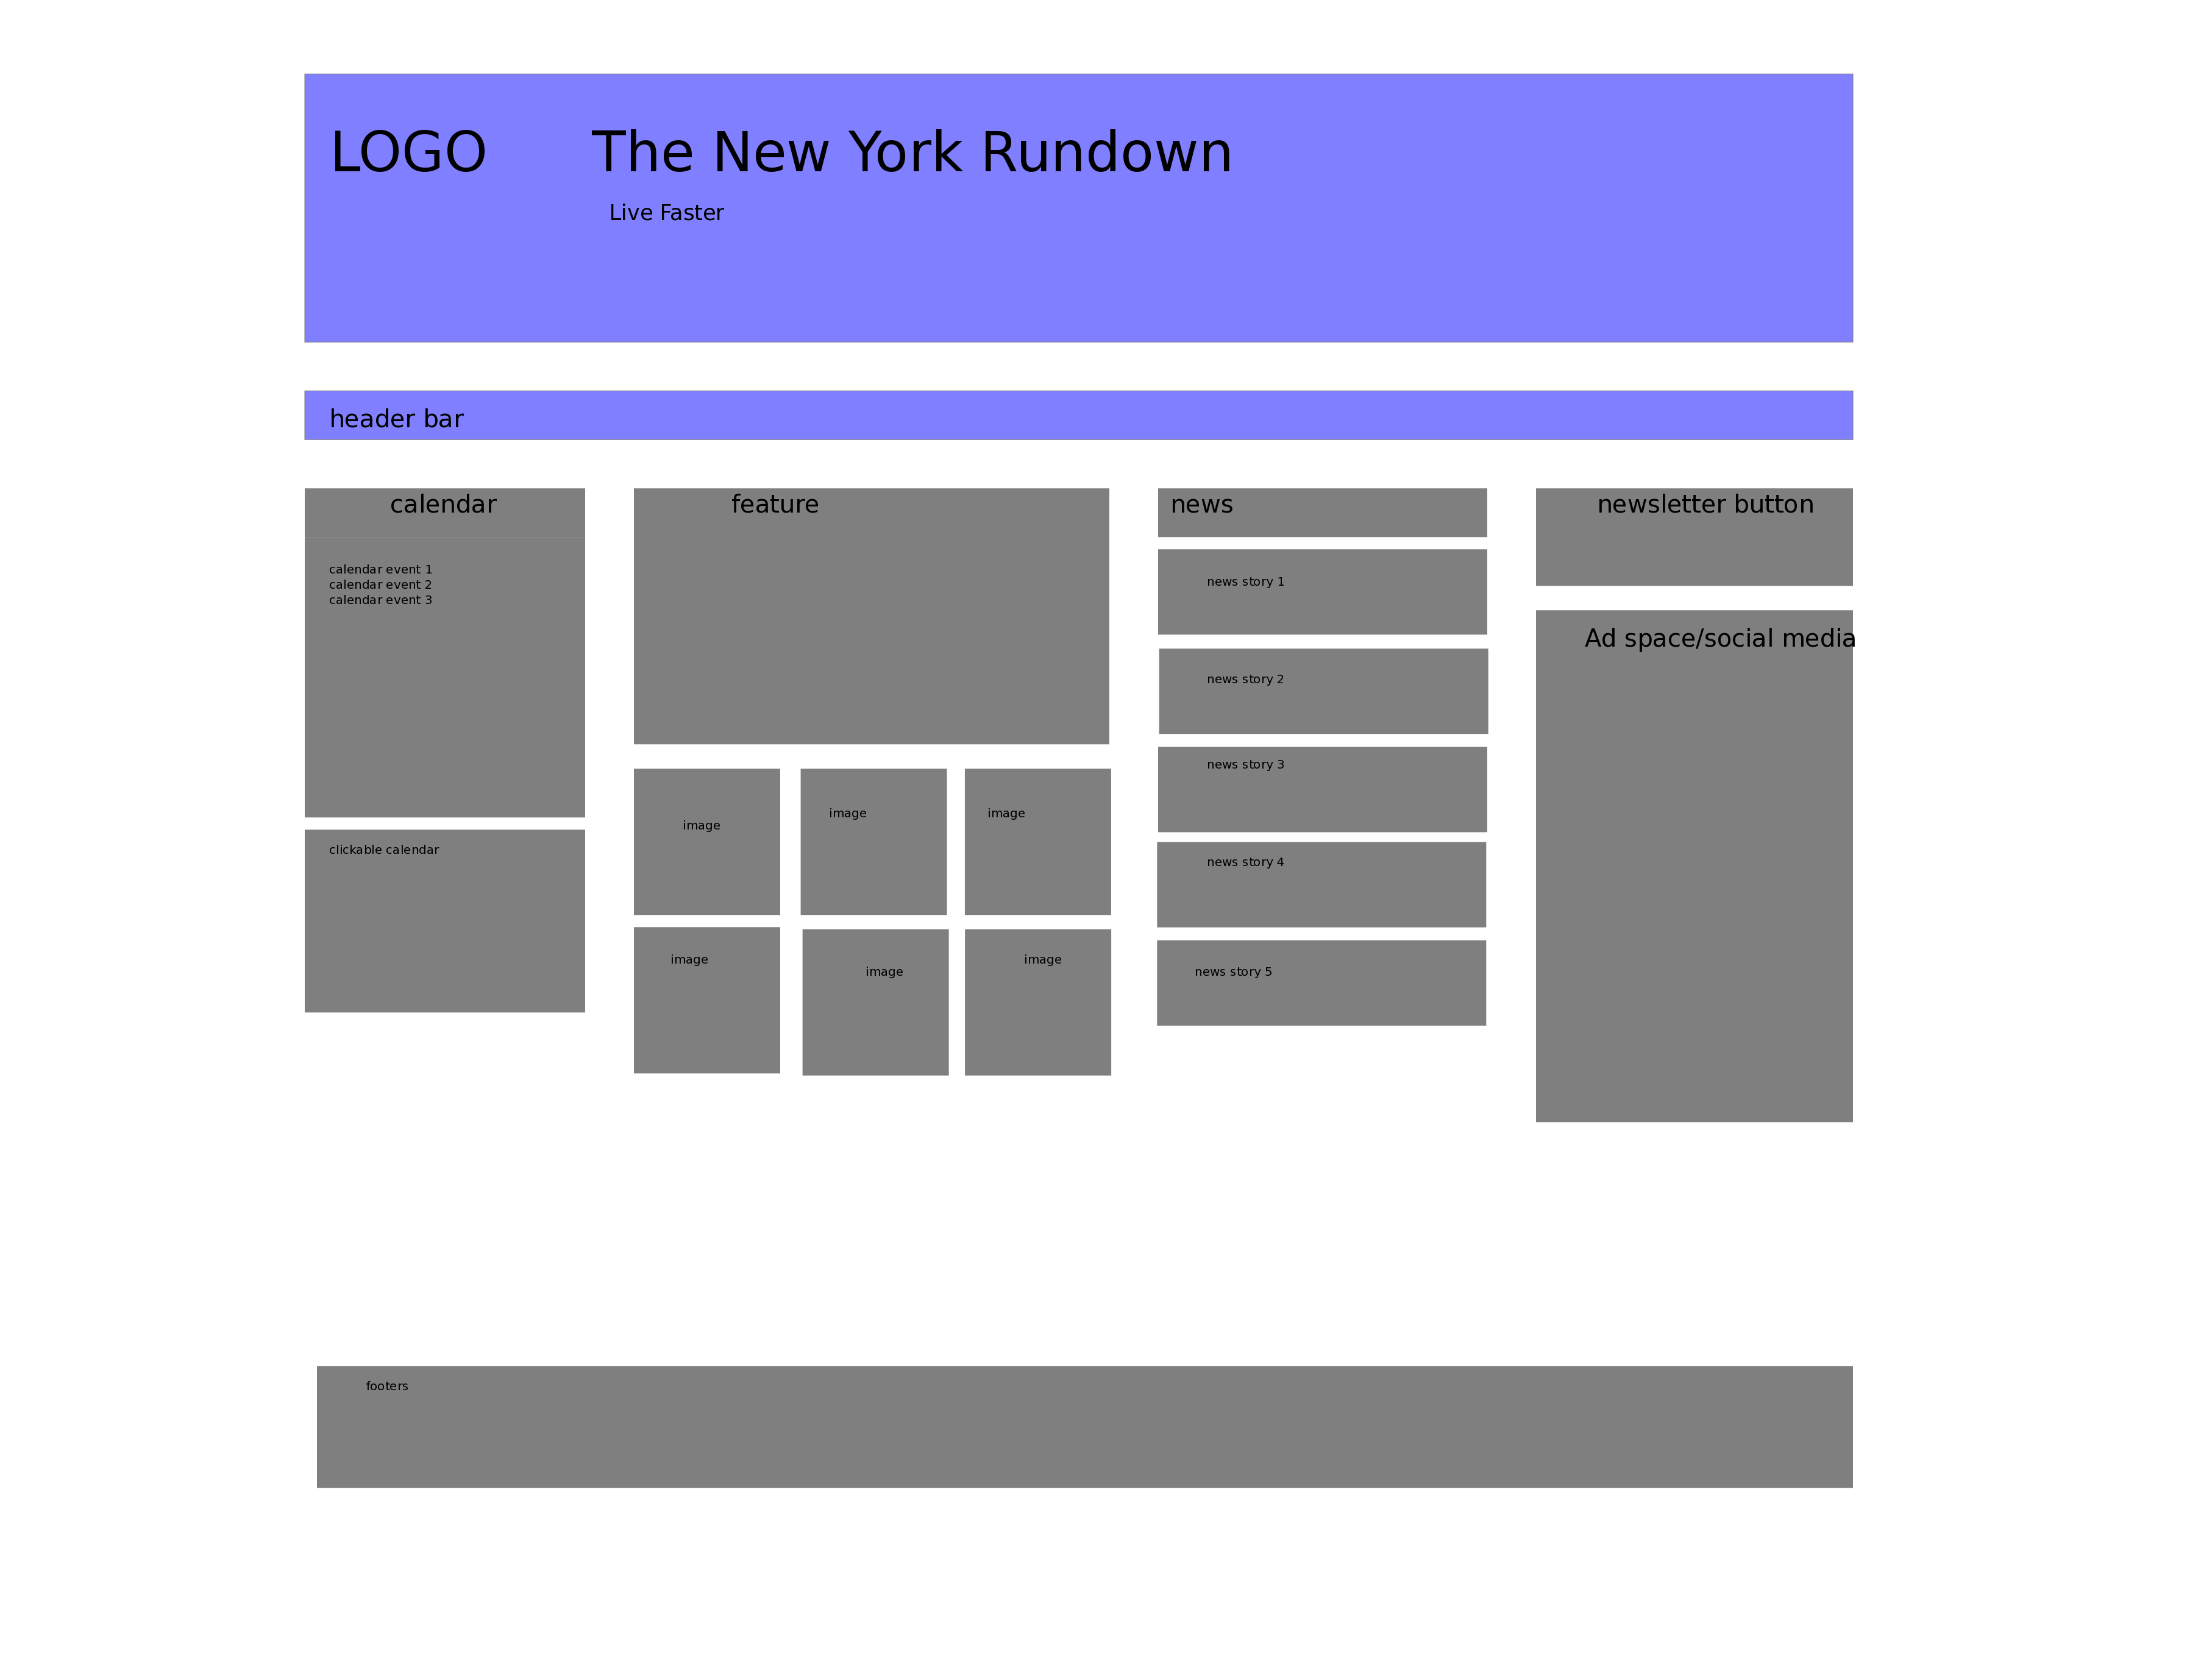 LOGO The New York Rundown
Live Faster
header bar
calendar
calendar event 1
calendar event 2
calendar event 3
clickable calendar
feature
image image image
image image image
news
news story 1
news story 2
news story 3
news story 4
news story 5
newsletter button
Ad space/social media
footers